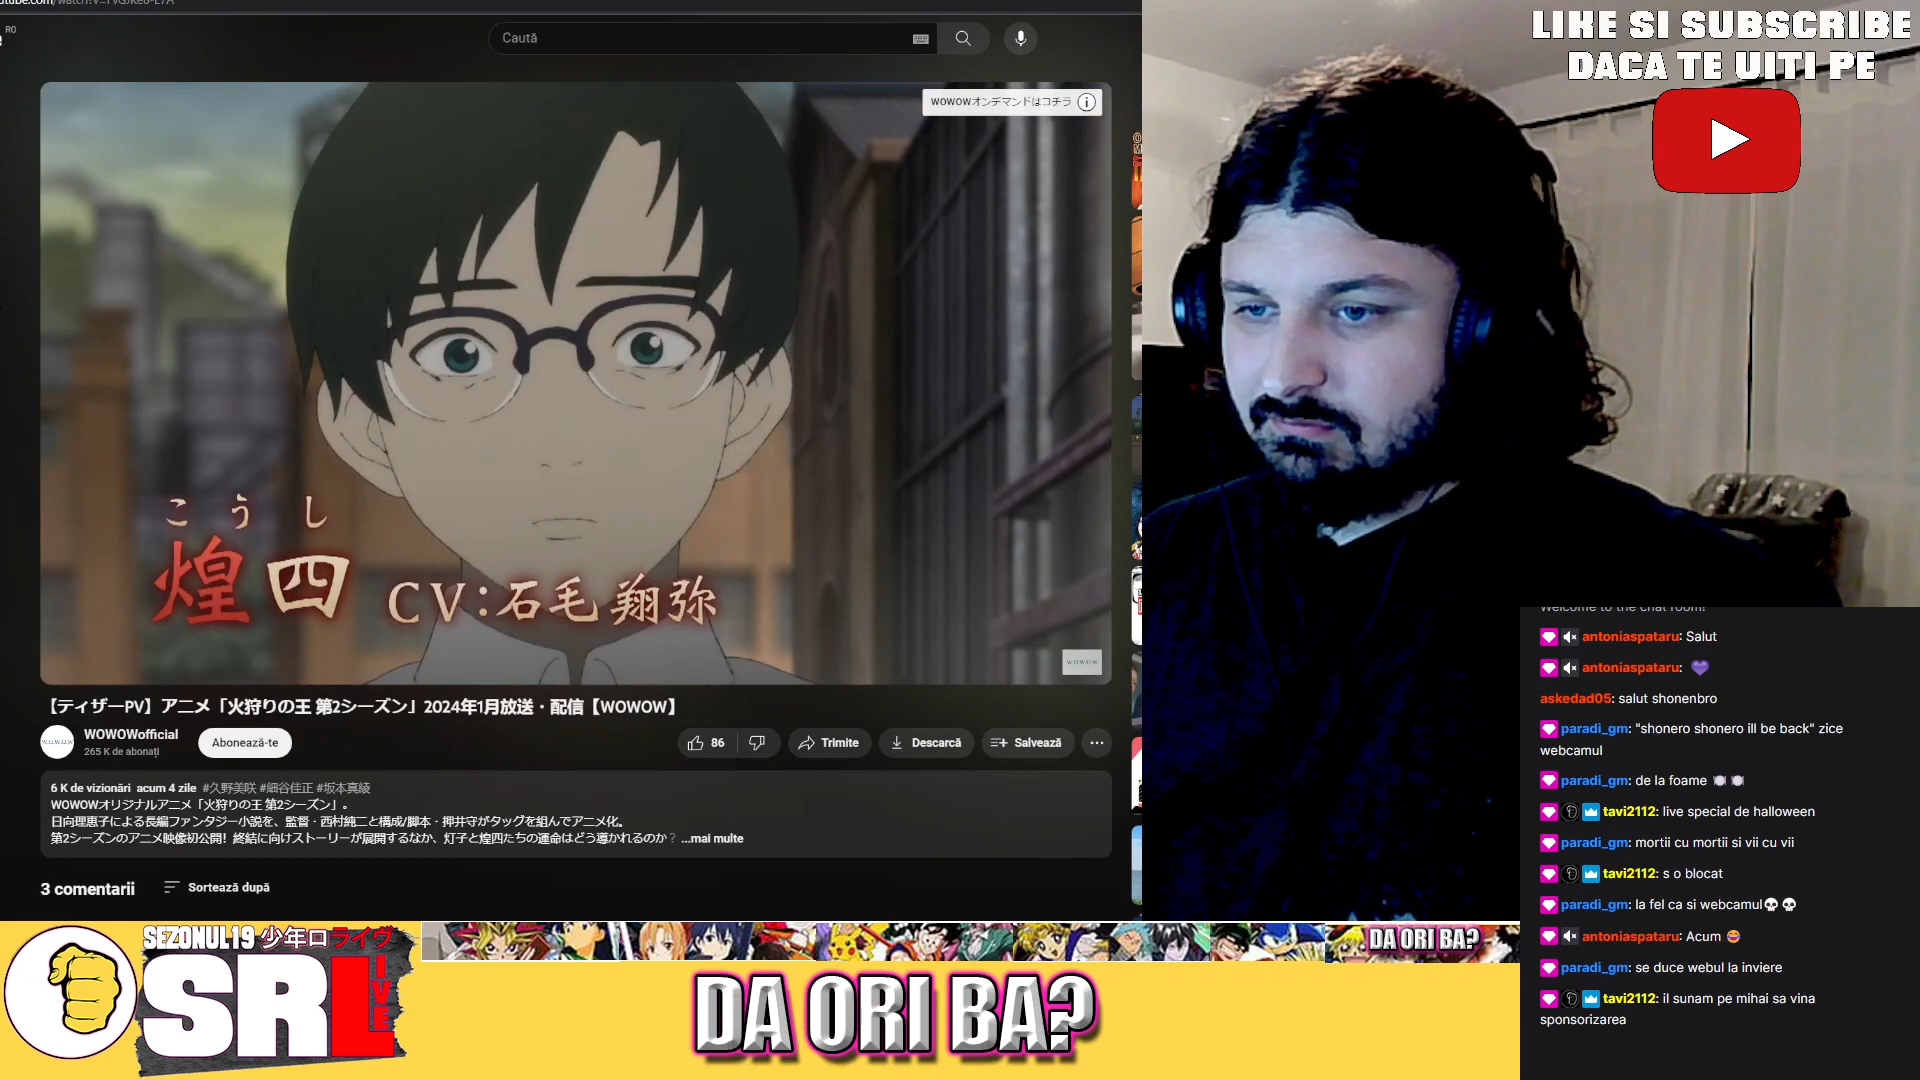 RO
Caută
WOWOWオンデマンドはコチラ
こうし
煌四 CV:石毛翔弥
WOWOW
【ティザーPV】アニメ「火狩りの王 第2シーズン」2024年1月放送・配信【WOWOW】
WOWOWofficial
265 K de abonați
Abonează-te
86
Trimite
Descarcă
Salvează
6 K de vizionări acum 4 zile #久野美咲 #細谷佳正 #坂本真綾
WOWOWオリジナルアニメ「火狩りの王 第2シーズン」。
日向理恵子による長編ファンタジー小説を、監督・西村純二と構成/脚本・押井守がタッグを組んでアニメ化。
第2シーズンのアニメ映像初公開！終結に向けストーリーが展開するなか、灯子と煌四たちの運命はどう導かれるのか？ ...mai multe
3 comentarii
Sortează după
LIKE SI SUBSCRIBE
DACA TE UITI PE
Welcome to the chat room!
antoniaspataru: Salut
antoniaspataru: 💜
askedad05: salut shonenbro
paradi_gm: "shonero shonero ill be back" zice
webcamul
paradi_gm: de la foame 🍽️ 🍽️
tavi2112: live special de halloween
paradi_gm: mortii cu mortii si vii cu vii
tavi2112: s o blocat
paradi_gm: la fel ca si webcamul💀💀
antoniaspataru: Acum 😂
paradi_gm: se duce webul la inviere
tavi2112: il sunam pe mihai sa vina
sponsorizarea
SEZONUL19 少年ロライヴ
SRL
LIVE
DA ORI BA?
DA ORI BA?